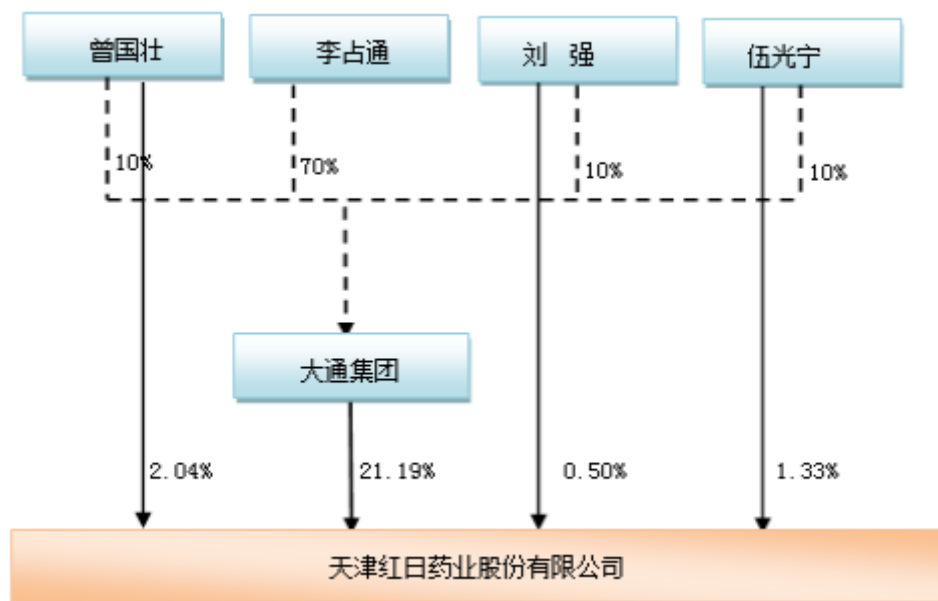 曾国壮
李占通
刘 强
伍光宁
10%
70%
10%
10%
大通集团
2.04%
21.19%
0.50%
1.33%
天津红日药业股份有限公司